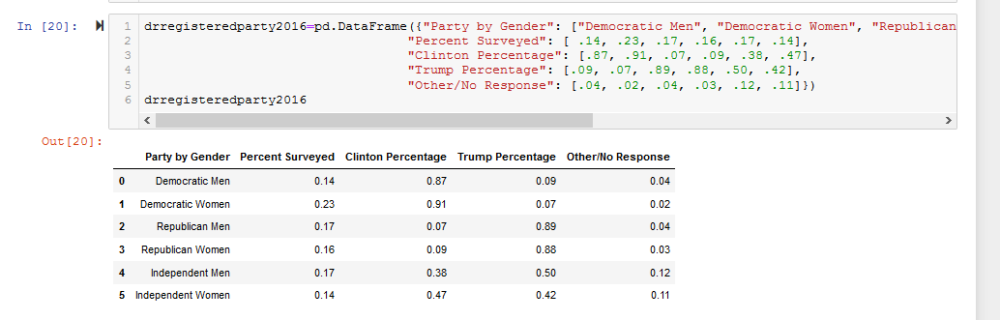 In [20]:
1 drregisteredparty2016=pd.DataFrame({"Party by Gender": ["Democratic Men", "Democratic Women", "Republican
2 "Percent Surveyed": [ .14, .23, .17, .16, .17, .14],
3 "Clinton Percentage": [.87, .91, .07, .09, .38, .47],
4 "Trump Percentage": [.09, .07, .89, .88, .50, .42],
5 "Other/No Response": [.04, .02, .04, .03, .12, .11]})
6 drregisteredparty2016
Out[20]:
Party by Gender Percent Surveyed Clinton Percentage Trump Percentage Other/No Response
0 Democratic Men 0.14 0.87 0.09 0.04
1 Democratic Women 0.23 0.91 0.07 0.02
2 Republican Men 0.17 0.07 0.89 0.04
3 Republican Women 0.16 0.09 0.88 0.03
4 Independent Men 0.17 0.38 0.50 0.12
5 Independent Women 0.14 0.47 0.42 0.11